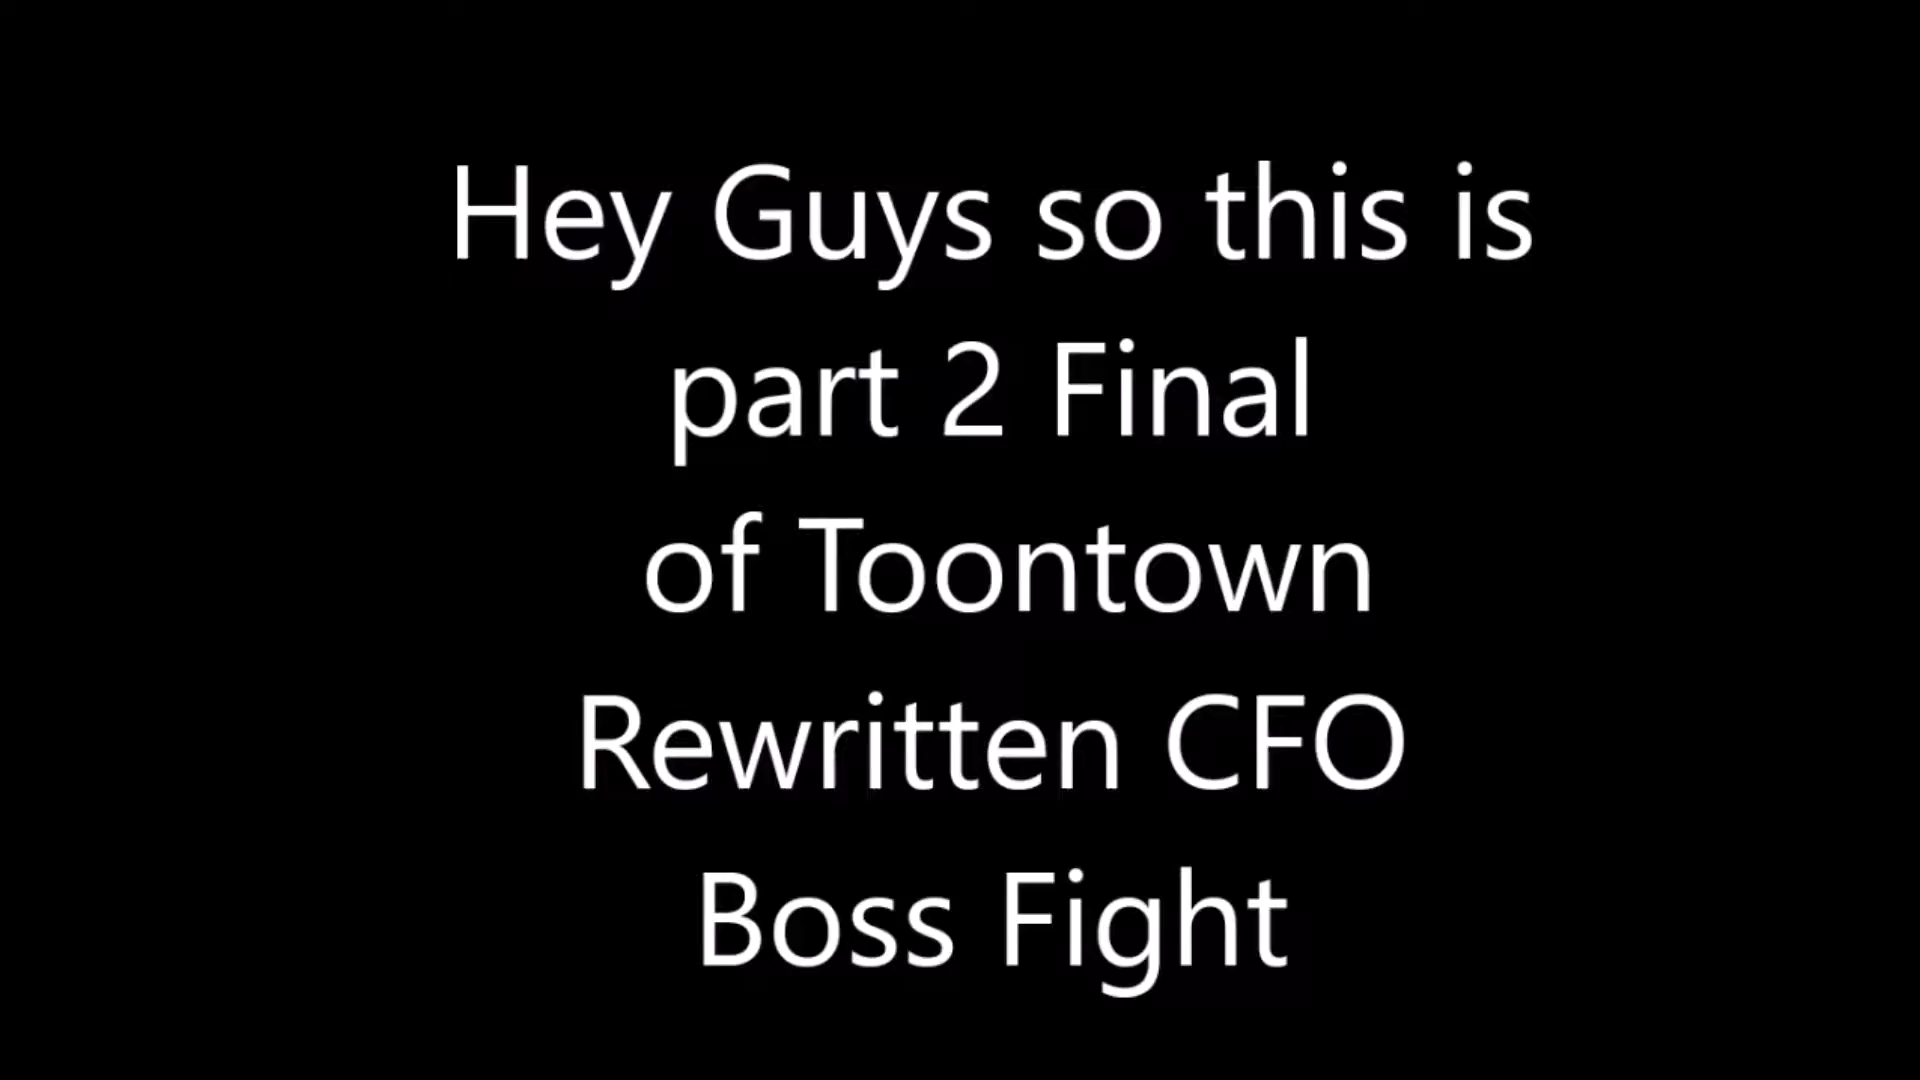 Hey Guys so this is
part 2 Final
of Toontown
Rewritten CFO
Boss Fight